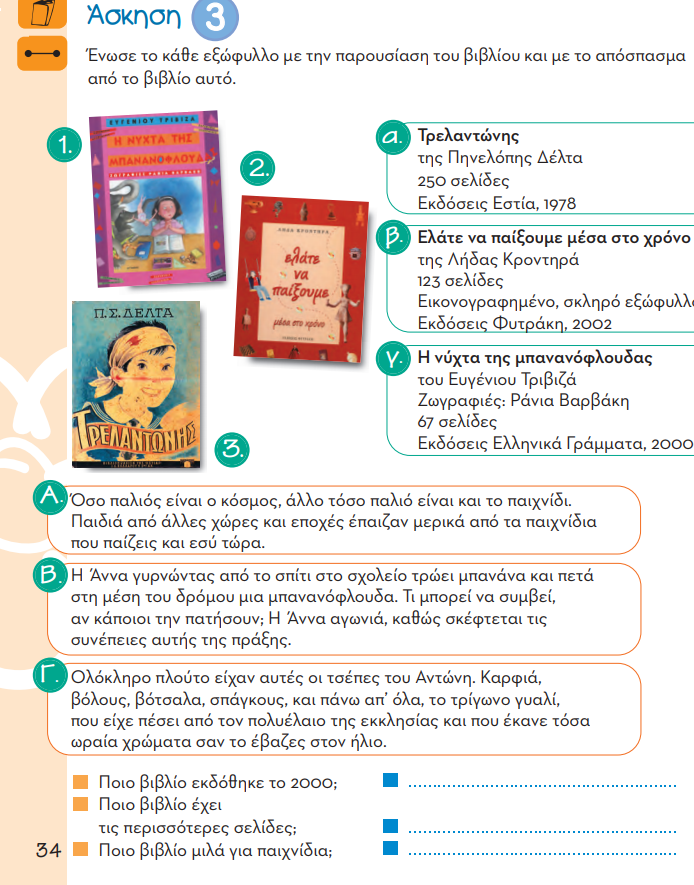 Άσκηση 3
Ένωσε το κάθε εξώφυλλο με την παρουσίαση του βιβλίου και με το απόσπασμα
από το βιβλίο αυτό.
1.
ΕΥΓΕΝΙΟΥ ΤΡΙΒΙΖΑ
Η ΝΥΧΤΑ ΤΗΣ
ΜΠΑΝΑΝΟΦΛΟΥΔΑΣ
2.
ΛΗΔΑ ΚΡΟΝΤΗΡΑ
ελάτε
να
παίξουμε
μέσα στο χρόνο
Π.Σ.ΔΕΛΤΑ
ΤΡΕΛΑΝΤΩΝΗΣ
3.
α.
Τρελαντώνης
της Πηνελόπης Δέλτα
250 σελίδες
Εκδόσεις Εστία, 1978
β.
Ελάτε να παίξουμε μέσα στο χρόνο
της Λήδας Κροντηρά
123 σελίδες
Εικονογραφημένο, σκληρό εξώφυλλο
Εκδόσεις Φυτράκη, 2002
γ.
Η νύχτα της μπανανόφλουδας
του Ευγένιου Τριβιζά
Ζωγραφιές: Ράνια Βαρβάκη
67 σελίδες
Εκδόσεις Ελληνικά Γράμματα, 2000
Α.
Όσο παλιός είναι ο κόσμος, άλλο τόσο παλιό είναι και το παιχνίδι.
Παιδιά από άλλες χώρες και εποχές έπαιζαν μερικά από τα παιχνίδια
που παίζεις και εσύ τώρα.
Β.
Η Άννα γυρνώντας από το σπίτι στο σχολείο τρώει μπανάνα και πετά
στη μέση του δρόμου μια μπανανόφλουδα. Τι μπορεί να συμβεί,
αν κάποιοι την πατήσουν; Η Άννα αγωνιά, καθώς σκέφτεται τις
συνέπειες αυτής της πράξης.
Γ.
Ολόκληρο πλούτο είχαν αυτές οι τσέπες του Αντώνη. Καρφιά,
βόλους, βότσαλα, σπάγκους, και πάνω απ' όλα, το τρίγωνο γυαλί,
που είχε πέσει από τον πολυέλαιο της εκκλησίας και που έκανε τόσα
ωραία χρώματα σαν το έβαζες στον ήλιο.
Ποιο βιβλίο εκδόθηκε το 2000;
Ποιο βιβλίο έχει
τις περισσότερες σελίδες;
Ποιο βιβλίο μιλά για παιχνίδια;
34